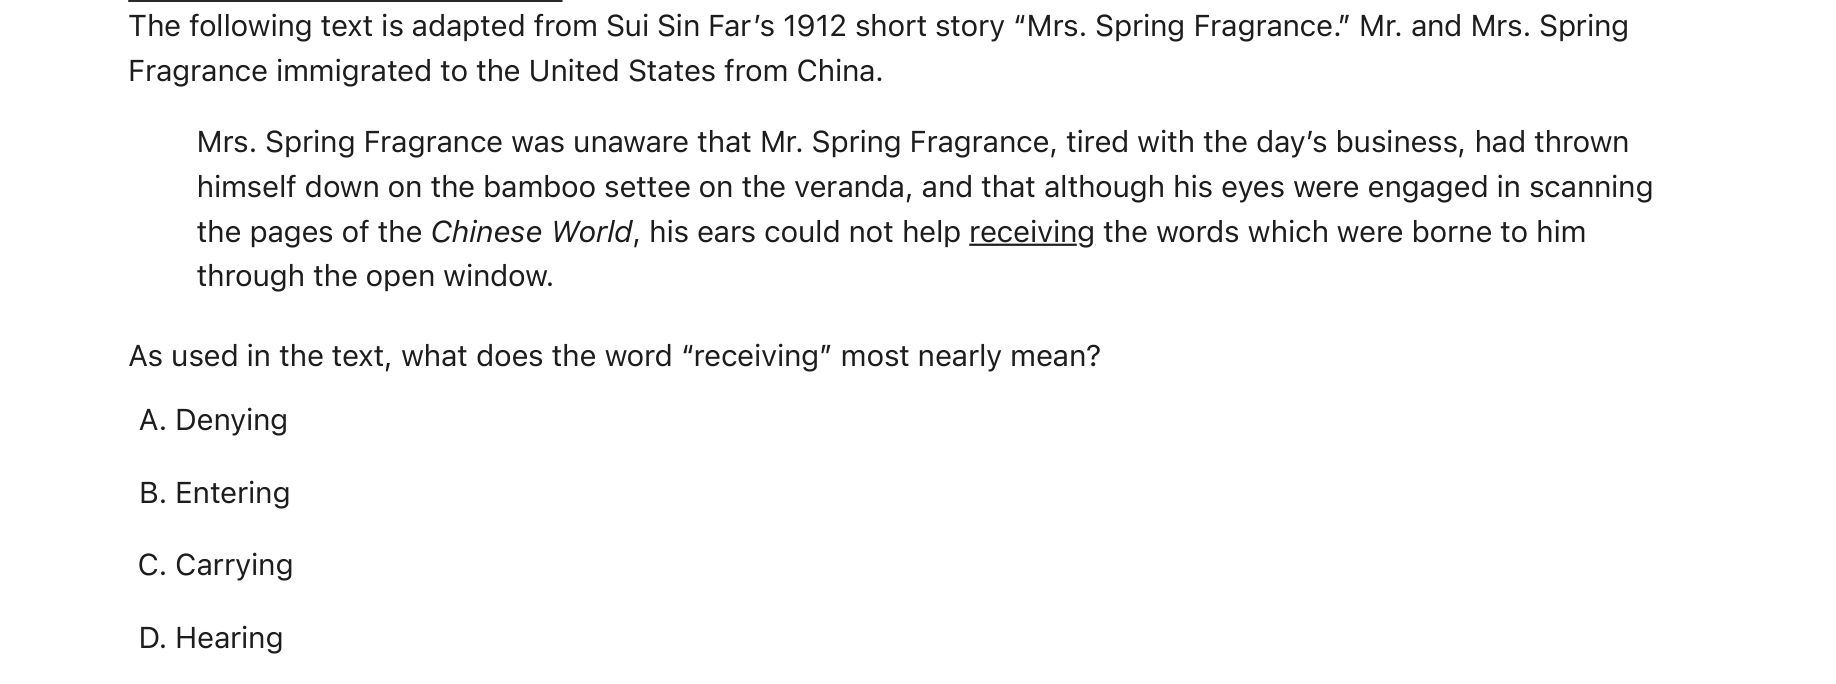 The following text is adapted from Sui Sin Far’s 1912 short story “Mrs. Spring Fragrance.” Mr. and Mrs. Spring
Fragrance immigrated to the United States from China.
Mrs. Spring Fragrance was unaware that Mr. Spring Fragrance, tired with the day’s business, had thrown
himself down on the bamboo settee on the veranda, and that although his eyes were engaged in scanning
the pages of the Chinese World, his ears could not help receiving the words which were borne to him
through the open window.
As used in the text, what does the word “receiving” most nearly mean?
A. Denying
B. Entering
C. Carrying
D. Hearing